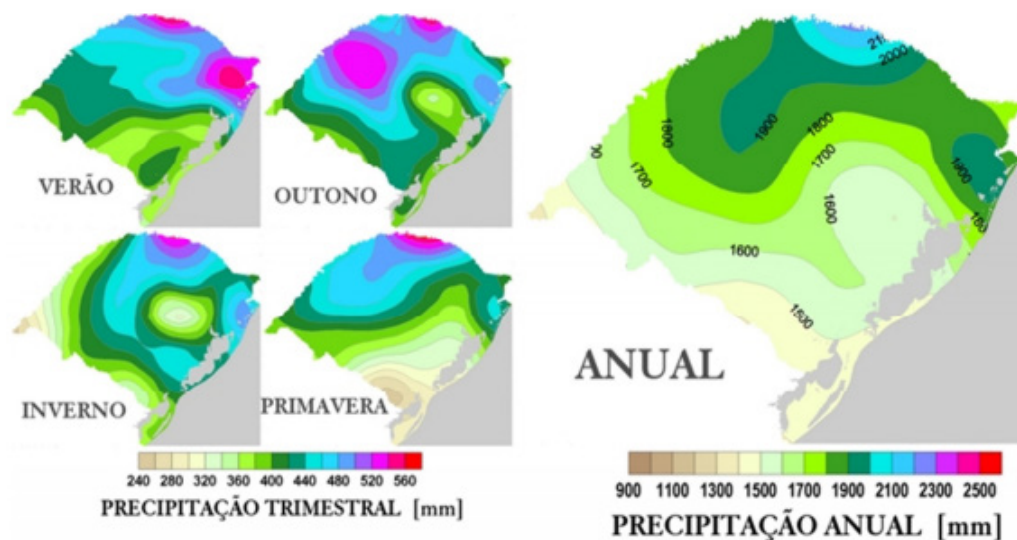 VERÃO
OUTONO
INVERNO
PRIMAVERA
240 280 320 360 400 440 480 520 560
PRECIPITAÇÃO TRIMESTRAL [mm]
2000
1900
1800
1800
1700
1700
1900
1600
1600
1500
ANUAL
900 1100 1300 1500 1700 1900 2100 2300 2500
PRECIPITAÇÃO ANUAL [mm]